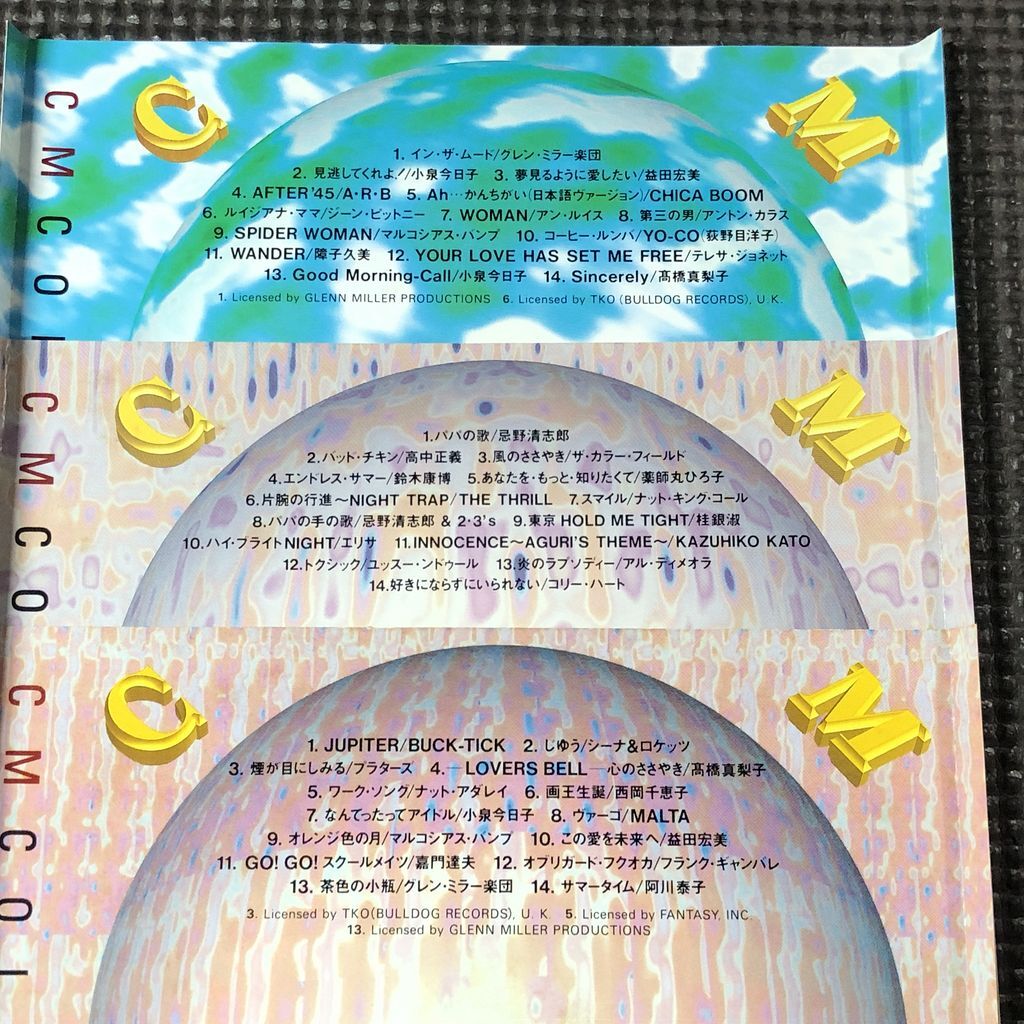 C M
1. イン・ザ・ムード/グレン・ミラー楽団
2. 見逃してくれよ!/小泉今日子 3. 夢見るように愛したい/益田宏美
4. AFTER '45/A・R・B 5. Ah…かんちがい(日本語ヴァージョン)/CHICA BOOM
6. ルイジアナ・ママ/ジーン・ピットニー 7. WOMAN/アン・ルイス 8. 第三の男/アントン・カラス
9. SPIDER WOMAN/マルコシアス・バンプ 10. コーヒー・ルンバ/YO-CO(荻野目洋子)
11. WANDER/障子久美 12. YOUR LOVE HAS SET ME FREE/テレサ・ジョネット
13. Good Morning-Call/小泉今日子 14. Sincerely/髙橋真梨子
1. Licensed by GLENN MILLER PRODUCTIONS 6. Licensed by TKO (BULLDOG RECORDS), U.K.
C M C O I
C M
1.パパの歌/忌野清志郎
2.バット・チキン/高中正義 3.風のささやき/ザ・カラー・フィールド
4.エンドレス・サマー/鈴木康博 5.あなたを・もっと・知りたくて/薬師丸ひろ子
6.片腕の行進〜NIGHT TRAP/THE THRILL 7.スマイル/ナット・キング・コール
8.パパの手の歌/忌野清志郎 & 2・3's 9.東京 HOLD ME TIGHT/桂銀淑
10.ハイ・ブライトNIGHT/エリサ 11.INNOCENCE〜AGURI'S THEME〜/KAZUHIKO KATO
12.トクシック/ユッスー・ンドゥール 13.炎のラプソディー/アル・ディメオラ
14.好きにならずにいられない/コリー・ハート
C M C O
C M
1. JUPITER/BUCK-TICK 2. じゆう/シーナ&ロケッツ
3. 煙が目にしみる/プラターズ 4.—LOVERS BELL—心のささやき/髙橋真梨子
5. ワーク・ソング/ナット・アダレイ 6. 画王生誕/西岡千恵子
7. なんてったってアイドル/小泉今日子 8. ヴァーゴ/MALTA
9. オレンジ色の月/マルコシアス・バンプ 10. この愛を未来へ/益田宏美
11. GO! GO! スクールメイツ/嘉門達夫 12. オブリガード・フクオカ/フランク・ギャンバレ
13. 茶色の小瓶/グレン・ミラー楽団 14. サマータイム/阿川泰子
3. Licensed by TKO(BULLDOG RECORDS), U. K. 5. Licensed by FANTASY, INC.
13. Licensed by GLENN MILLER PRODUCTIONS
C M C O I